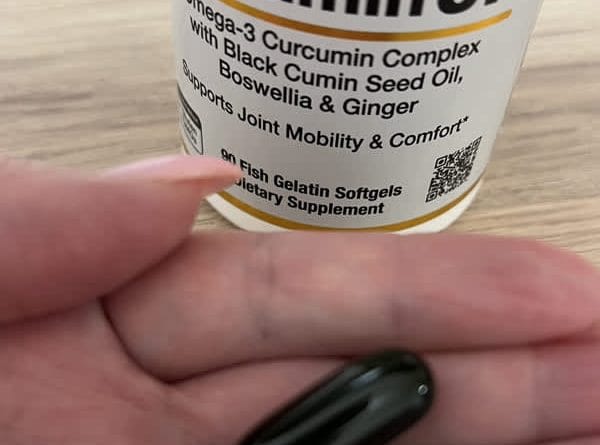 Omega-3 Curcumin Complex
with Black Cumin Seed Oil,
Boswellia & Ginger
Supports Joint Mobility & Comfort*
90 Fish Gelatin Softgels
Dietary Supplement